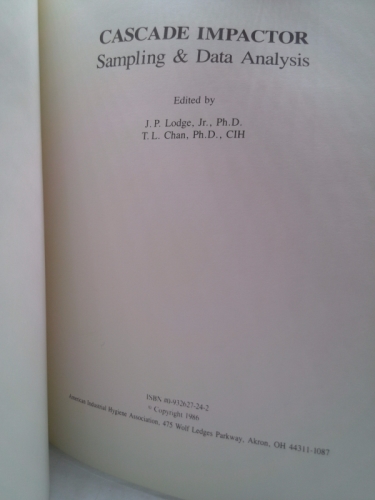 CASCADE IMPACTOR
Sampling & Data Analysis
Edited by
J. P. Lodge, Jr., Ph.D.
T. L. Chan, Ph.D., CIH
ISBN 80-932627-24-2
© Copyright 1986
American Industrial Hygiene Association, 475 Wolf Ledges Parkway, Akron, OH 44311-1087